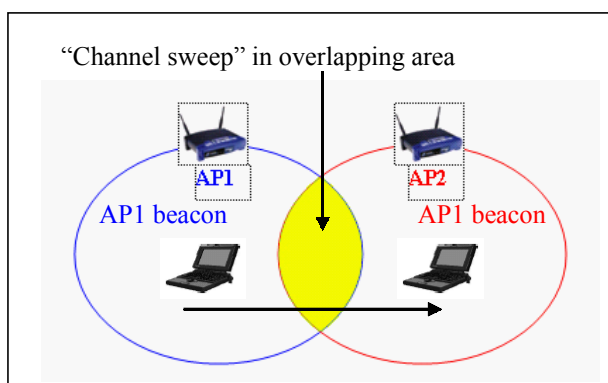 “Channel sweep” in overlapping area
AP1
AP2
AP1 beacon
AP1 beacon